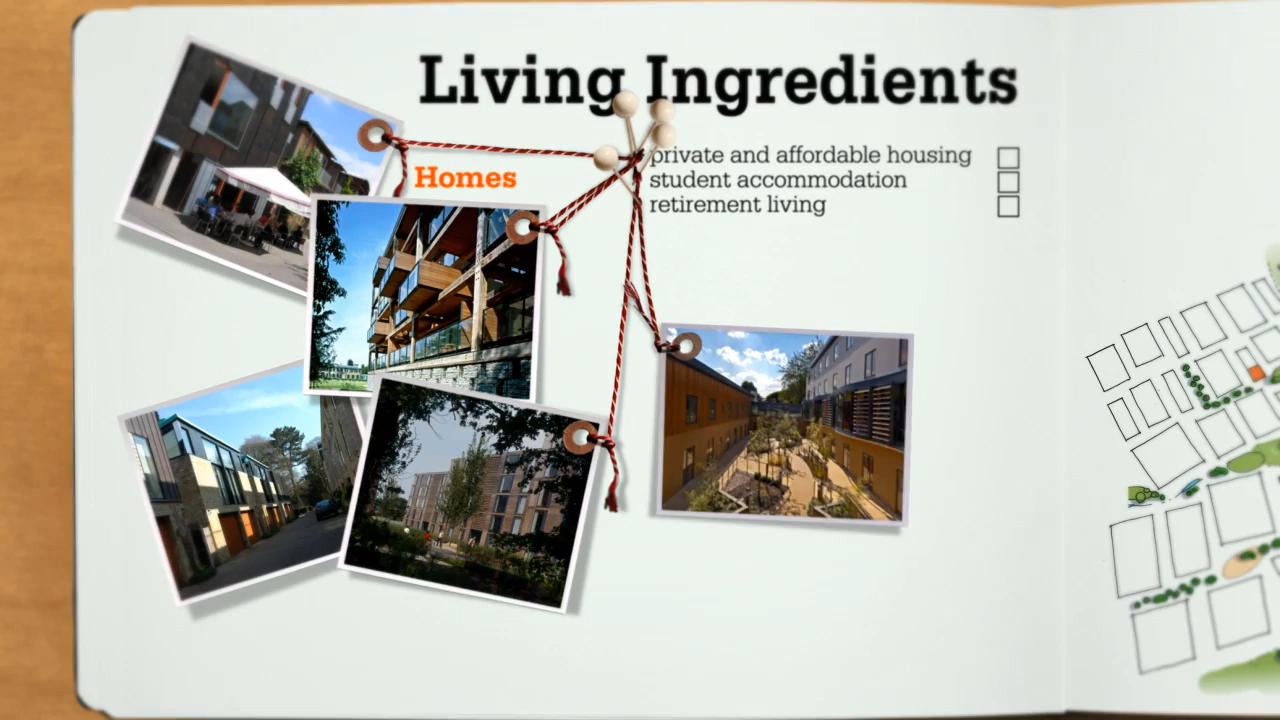 Living Ingredients
Homes
private and affordable housing
student accommodation
retirement living